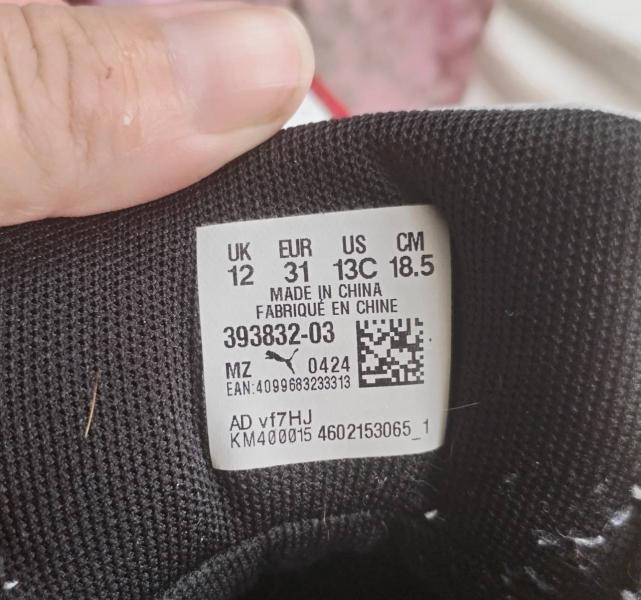 UK EUR US CM
12 31 13C 18.5
MADE IN CHINA
FABRIQUÉ EN CHINE
393832-03
MZ 0424
EAN:4099683233313
AD vf7HJ
KM400015 4602153065_1